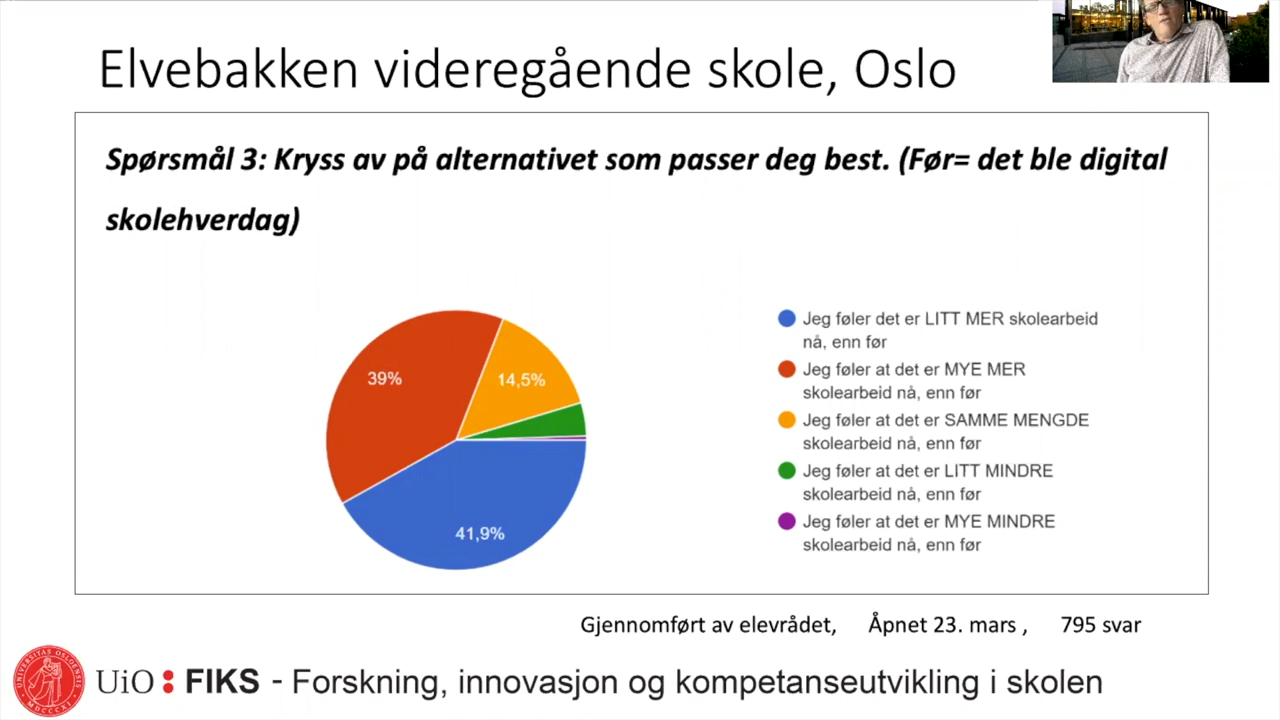 Elvebakken videregående skole, Oslo
Spørsmål 3: Kryss av på alternativet som passer deg best. (Før= det ble digital
skolehverdag)
39%
14,5%
41,9%
Jeg føler det er LITT MER skolearbeid
nå, enn før
Jeg føler at det er MYE MER
skolearbeid nå, enn før
Jeg føler at det er SAMME MENGDE
skolearbeid nå, enn før
Jeg føler at det er LITT MINDRE
skolearbeid nå, enn før
Jeg føler at det er MYE MINDRE
skolearbeid nå, enn før
Gjennomført av elevrådet, Åpnet 23. mars , 795 svar
UNIVERSITAS OSLOENSIS
MDCCCXI
UiO : FIKS - Forskning, innovasjon og kompetanseutvikling i skolen